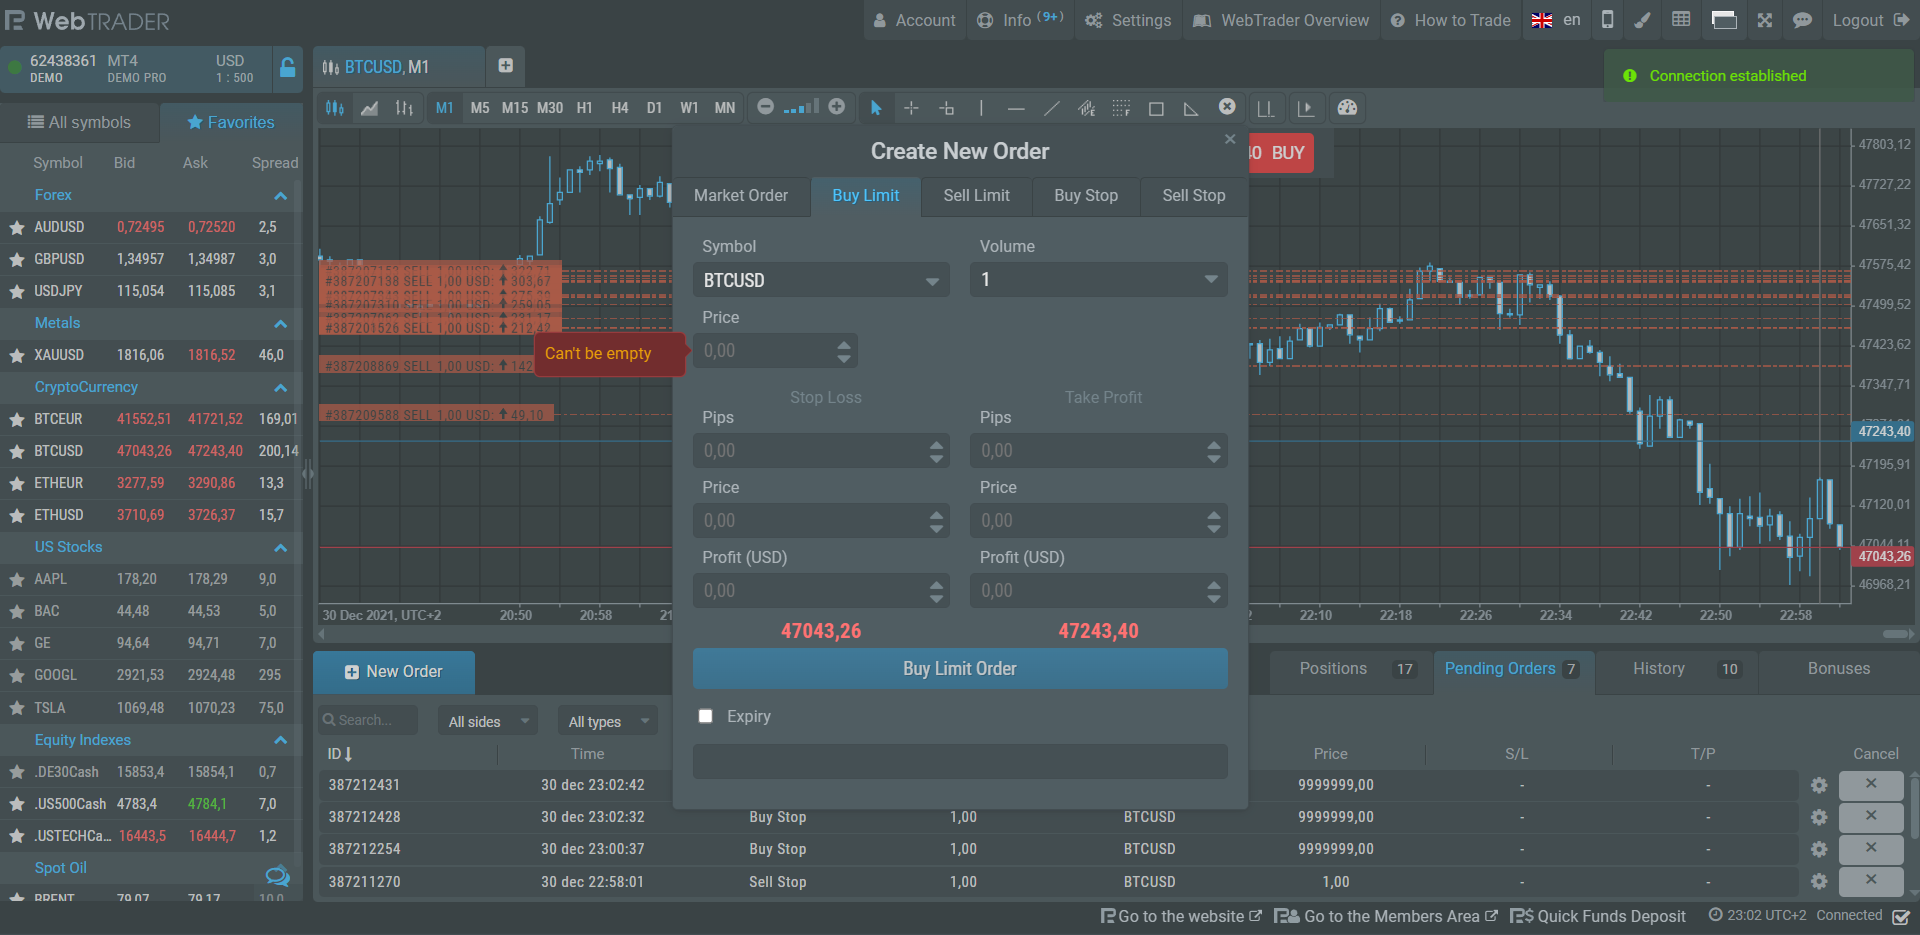 WebTRADER
Account
Info (9+)
Settings
WebTrader Overview
How to Trade
en
Logout
62438361 MT4 USD
DEMO DEMO PRO 1 : 500
BTCUSD, M1
Connection established
M1 M5 M15 M30 H1 H4 D1 W1 MN
All symbols
Favorites
Symbol Bid Ask Spread
Forex
AUDUSD 0,72495 0,72520 2,5
GBPUSD 1,34957 1,34987 3,0
USDJPY 115,054 115,085 3,1
Metals
XAUUSD 1816,06 1816,52 46,0
CryptoCurrency
BTCEUR 41552,51 41721,52 169,01
BTCUSD 47043,26 47243,40 200,14
ETHEUR 3277,59 3290,86 13,3
ETHUSD 3710,69 3726,37 15,7
US Stocks
AAPL 178,20 178,29 9,0
BAC 44,48 44,53 5,0
GE 94,64 94,71 7,0
GOOGL 2921,53 2924,48 295
TSLA 1069,48 1070,23 75,0
Equity Indexes
.DE30Cash 15853,4 15854,1 0,7
.US500Cash 4783,4 4784,1 7,0
.USTECHCa... 16443,5 16444,7 1,2
Spot Oil
BRENT 79,07 79,17 10,0
#387207138 SELL 1,00 USD: 303,67
#387201526 SELL 1,00 USD: 212,42
#387208869 SELL 1,00 USD: 142
#387209588 SELL 1,00 USD: 49,10
30 Dec 2021, UTC+2 20:50 20:58
Create New Order
Market Order
Buy Limit
Sell Limit
Buy Stop
Sell Stop
Symbol Volume
BTCUSD 1
Price
Can't be empty
0,00
Stop Loss Take Profit
Pips Pips
0,00 0,00
Price Price
0,00 0,00
Profit (USD) Profit (USD)
0,00 0,00
47043,26 47243,40
Buy Limit Order
Expiry
BUY
47803,12
47727,22
47651,32
47575,42
47499,52
47423,62
47347,71
47243,40
47195,91
47120,01
47044,11
47043,26
46968,21
22:10 22:18 22:26 22:34 22:42 22:50 22:58
New Order
Positions 17
Pending Orders 7
History 10
Bonuses
Search...
All sides
All types
ID Time Price S/L T/P Cancel
387212431 30 dec 23:02:42 9999999,00 - -
387212428 30 dec 23:02:32 Buy Stop 1,00 BTCUSD 9999999,00 - -
387212254 30 dec 23:00:37 Buy Stop 1,00 BTCUSD 9999999,00 - -
387211270 30 dec 22:58:01 Sell Stop 1,00 BTCUSD 1,00 - -
Go to the website
Go to the Members Area
Quick Funds Deposit
23:02 UTC+2
Connected